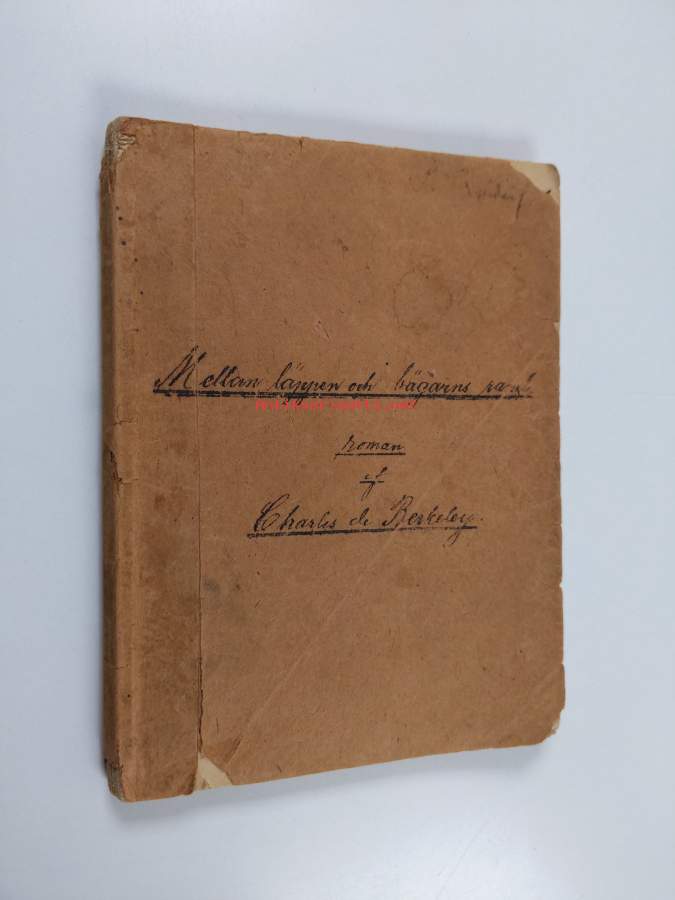 Mellan läppen och bägarns rand
roman
af
Charles de Berkeley.